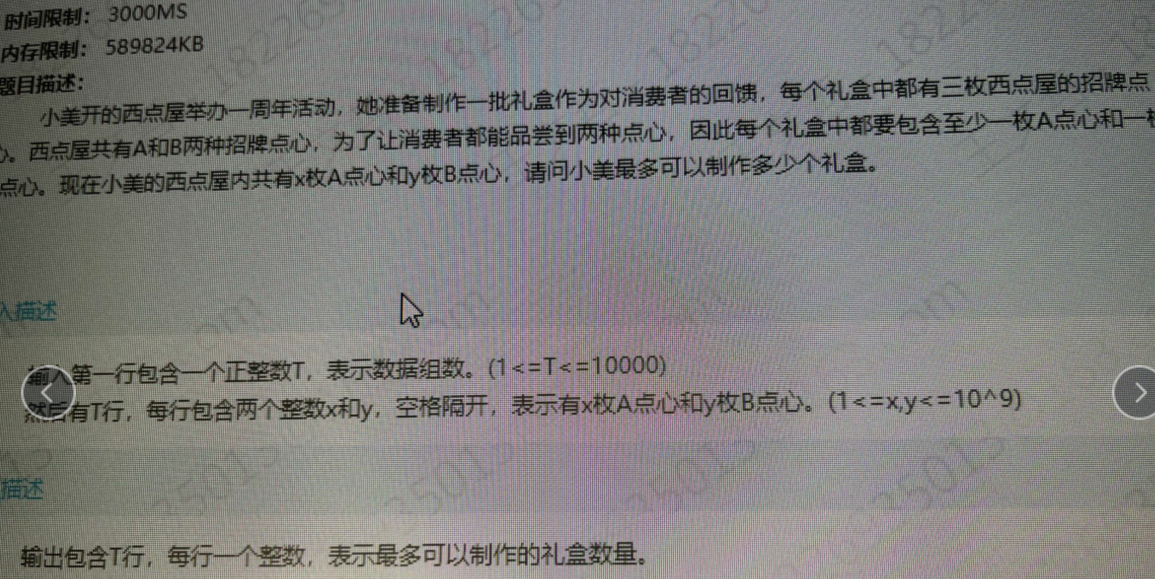 时间限制： 3000MS
内存限制： 589824KB
题目描述：
小美开的西点屋举办一周年活动，她准备制作一批礼盒作为对消费者的回馈，每个礼盒中都有三枚西点屋的招牌点
心。西点屋共有A和B两种招牌点心，为了让消费者都能品尝到两种点心，因此每个礼盒中都要包含至少一枚A点心和一枚
点心。现在小美的西点屋内共有x枚A点心和y枚B点心，请问小美最多可以制作多少个礼盒。
入描述
输入第一行包含一个正整数T，表示数据组数。(1<=T<=10000)
然后有T行，每行包含两个整数x和y，空格隔开，表示有x枚A点心和y枚B点心。(1<=x,y<=10^9)
描述
输出包含T行，每行一个整数，表示最多可以制作的礼盒数量。